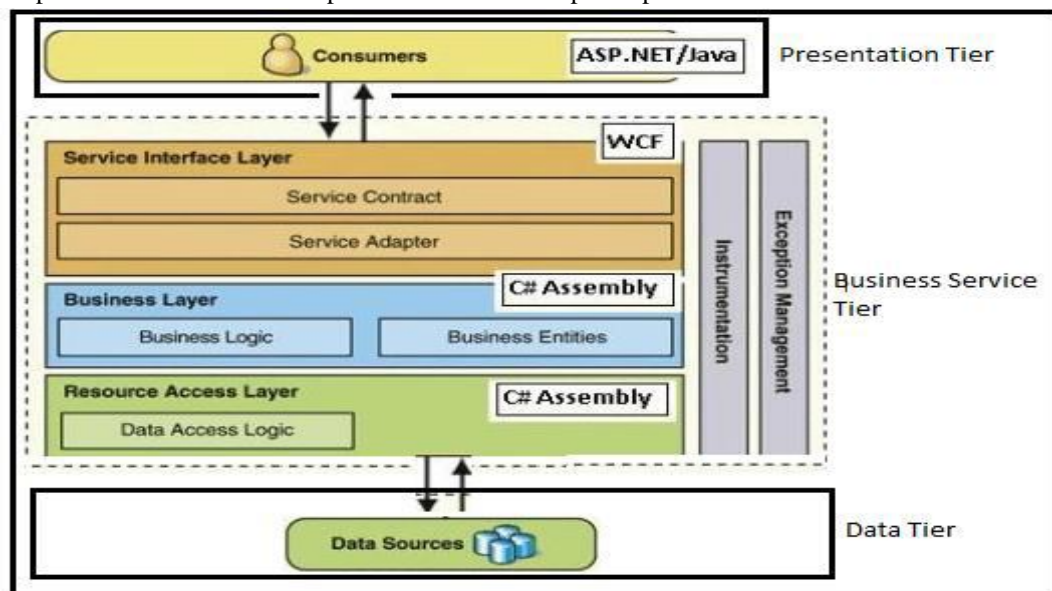 Consumers
ASP.NET/Java
Presentation Tier
WCF
Service Interface Layer
Service Contract
Service Adapter
C# Assembly
Business Layer
Business Logic
Business Entities
Resource Access Layer
C# Assembly
Data Access Logic
Instrumentation
Exception Management
Business Service
Tier
Data Sources
Data Tier